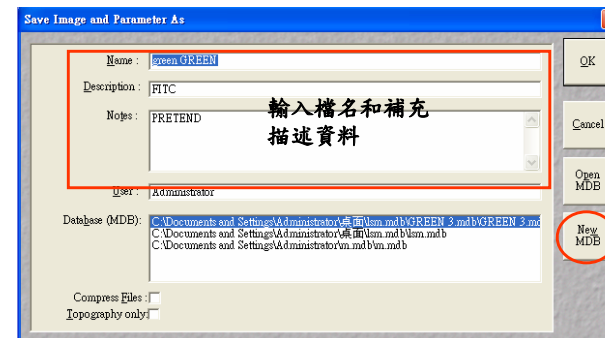 Save Image and Parameter As
Name : green GREEN
OK
Description : FITC
Notes : PRETEND
輸入檔名和補充
描述資料
Cancel
Open
MDB
User : Administrator
Database (MDB): C:\Documents and Settings\Administrator\桌面\lsm.mdb\GREEN 3.mdb\GREEN 3.md
C:\Documents and Settings\Administrator\桌面\lsm.mdb\lsm.mdb
C:\Documents and Settings\Administrator\m.mdb\m.mdb
New
MDB
Compress Files :
Topography only: